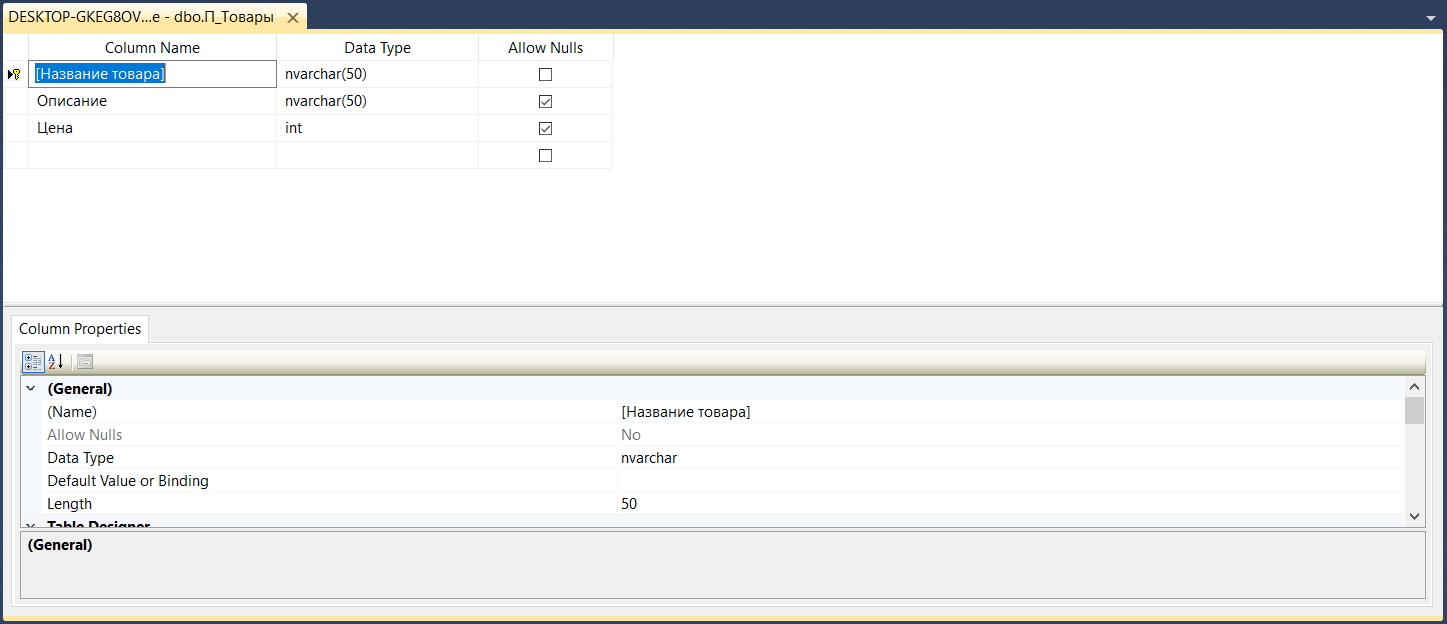 DESKTOP-GKEG8OV...e - dbo.П_Товары
Column Name Data Type Allow Nulls
[Название товара] nvarchar(50)
Описание nvarchar(50)
Цена int
Column Properties
(General)
(Name) [Название товара]
Allow Nulls No
Data Type nvarchar
Default Value or Binding
Length 50
Table Designer
(General)